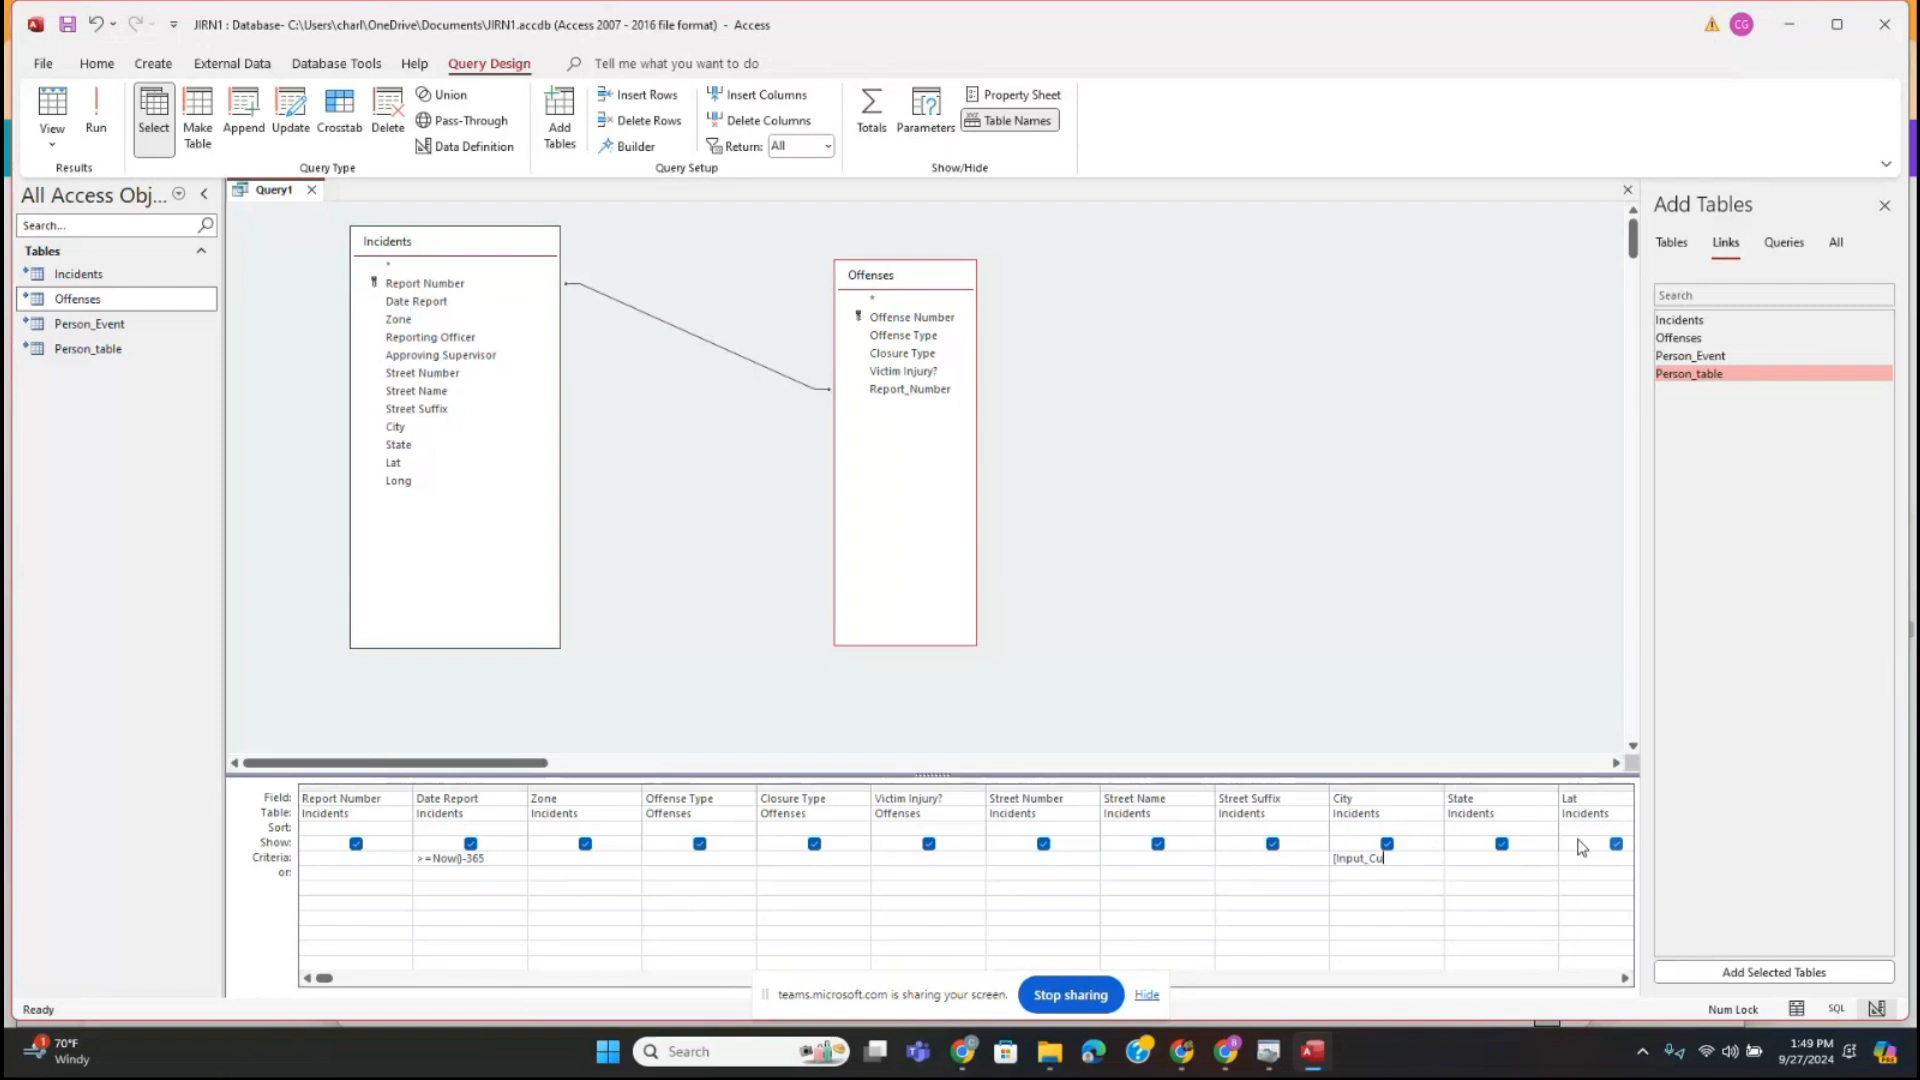 JIRN1 : Database- C:\Users\charl\OneDrive\Documents\JIRN1.accdb (Access 2007 - 2016 file format) - Access
CG
File Home Create External Data Database Tools Help Query Design Tell me what you want to do
View
Run
Results
Select
Make Table
Append
Update
Crosstab
Delete
Union
Pass-Through
Data Definition
Query Type
Add Tables
Insert Rows
Delete Rows
Builder
Insert Columns
Delete Columns
Return: All
Query Setup
Totals
Parameters
Property Sheet
Table Names
Show/Hide
All Access Obj...
Search...
Tables
Incidents
Offenses
Person_Event
Person_table
Query1
Incidents
*
Report Number
Date Report
Zone
Reporting Officer
Approving Supervisor
Street Number
Street Name
Street Suffix
City
State
Lat
Long
Offenses
*
Offense Number
Offense Type
Closure Type
Victim Injury?
Report_Number
Add Tables
Tables Links Queries All
Search
Incidents
Offenses
Person_Event
Person_table
Add Selected Tables
Field: Report Number Date Report Zone Offense Type Closure Type Victim Injury? Street Number Street Name Street Suffix City State Lat
Table: Incidents Incidents Incidents Offenses Offenses Offenses Incidents Incidents Incidents Incidents Incidents Incidents
Sort:
Show:
Criteria: >=Now()-365 [Input_Cu
or:
teams.microsoft.com is sharing your screen. Stop sharing Hide
Ready
Num Lock
SQL
70°F
Windy
Search
1:49 PM
9/27/2024